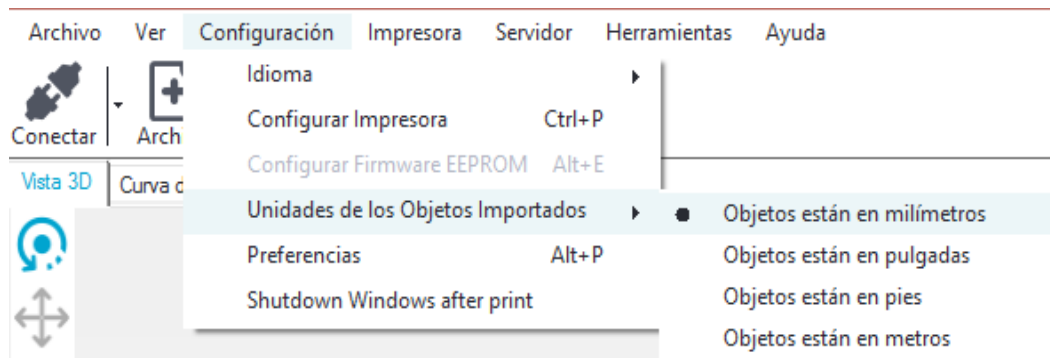 Archivo Ver Configuración Impresora Servidor Herramientas Ayuda
Idioma
Configurar Impresora Ctrl+P
Conectar
Configurar Firmware EEPROM Alt+E
Vista 3D Curva
Unidades de los Objetos Importados
Objetos están en milímetros
Preferencias Alt+P
Objetos están en pulgadas
Shutdown Windows after print
Objetos están en pies
Objetos están en metros